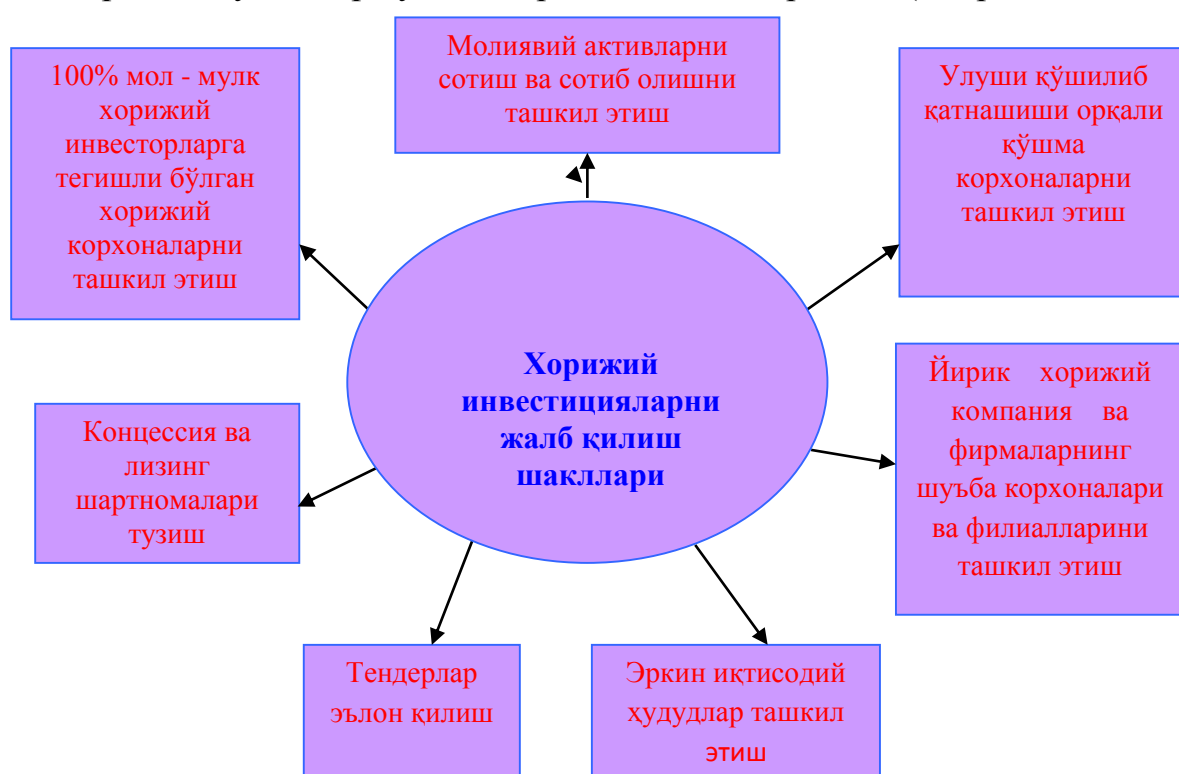 Молиявий активларни
сотиш ва сотиб олишни
ташкил этиш
100% мол - мулк
хорижий
инвесторларга
тегишли бўлган
хорижий
корхоналарни
ташкил этиш
Улуши қўшилиб
қатнашиши орқали
қўшма
корхоналарни
ташкил этиш
Хорижий
инвестицияларни
жалб қилиш
шакллари
Йирик хорижий
компания ва
фирмаларнинг
шуъба корхоналари
ва филиалларини
ташкил этиш
Концессия ва
лизинг
шартномалари
тузиш
Тендерлар
эълон қилиш
Эркин иқтисодий
ҳудудлар ташкил
этиш